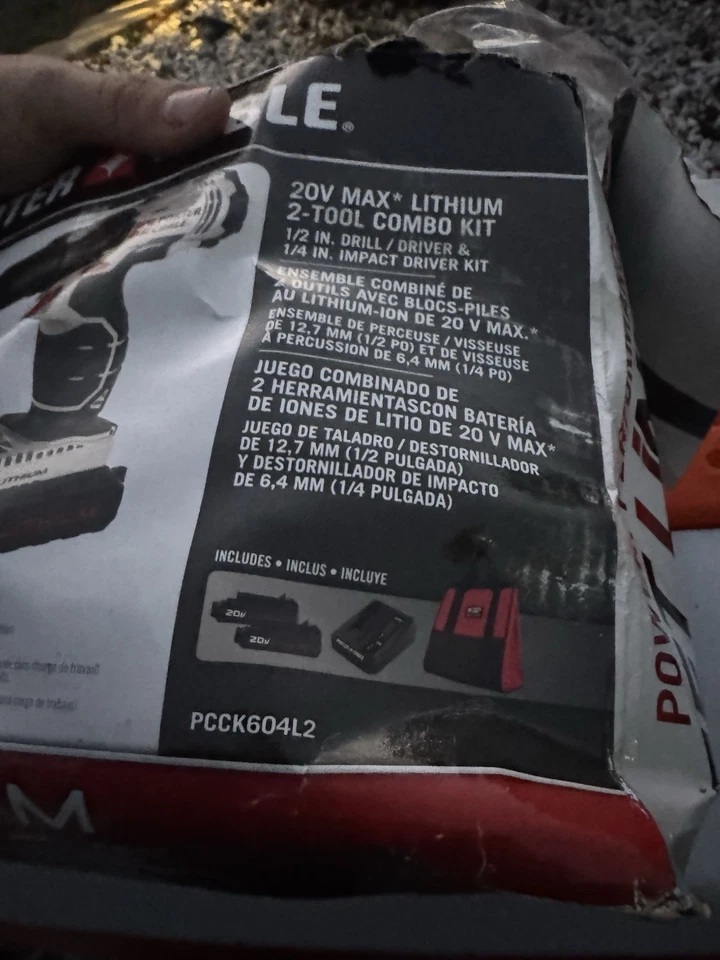 LE®
TER
20V MAX* LITHIUM
2-TOOL COMBO KIT
1/2 IN. DRILL / DRIVER &
1/4 IN. IMPACT DRIVER KIT
ENSEMBLE COMBINÉ DE
2 OUTILS AVEC BLOCS-PILES
AU LITHIUM-ION DE 20 V MAX.*
ENSEMBLE DE PERCEUSE / VISSEUSE
DE 12,7 MM (1/2 PO) ET DE VISSEUSE
À PERCUSSION DE 6,4 MM (1/4 PO)
JUEGO COMBINADO DE
2 HERRAMIENTASCON BATERÍA
DE IONES DE LITIO DE 20 V MAX*
JUEGO DE TALADRO / DESTORNILLADOR
DE 12,7 MM (1/2 PULGADA)
Y DESTORNILLADOR DE IMPACTO
DE 6,4 MM (1/4 PULGADA)
INCLUDES • INCLUS • INCLUYE
20V
20V
PCCK604L2
M
POW